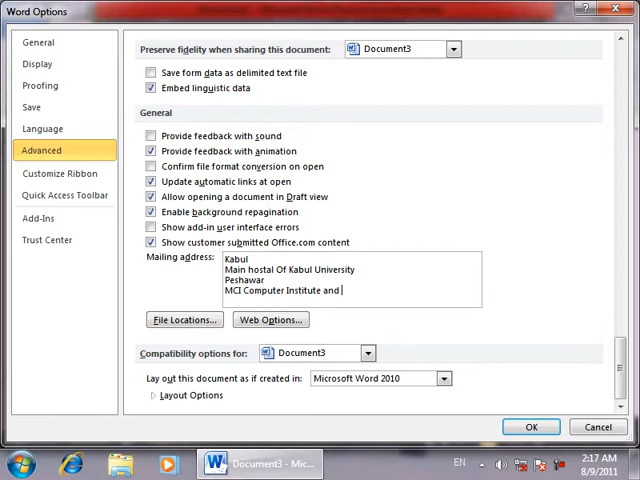 Word Options
General
Display
Proofing
Save
Language
Advanced
Customize Ribbon
Quick Access Toolbar
Add-Ins
Trust Center
Preserve fidelity when sharing this document: Document3
Save form data as delimited text file
Embed linguistic data
General
Provide feedback with sound
Provide feedback with animation
Confirm file format conversion on open
Update automatic links at open
Allow opening a document in Draft view
Enable background repagination
Show add-in user interface errors
Show customer submitted Office.com content
Mailing address: Kabul
Main hostal Of Kabul University
Peshawar
MCI Computer Institute and
File Locations... Web Options...
Compatibility options for: Document3
Lay out this document as if created in: Microsoft Word 2010
Layout Options
OK Cancel
Document3 - Mic... EN 2:17 AM
8/9/2011